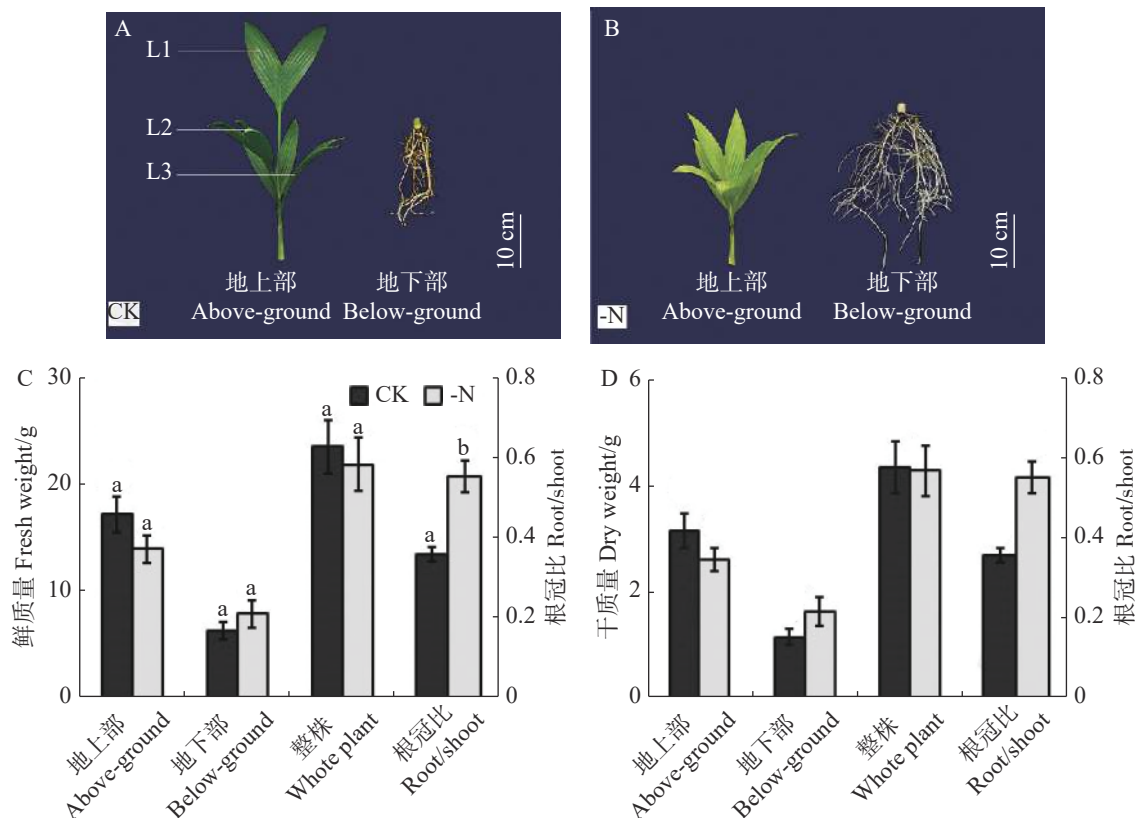 A
L1
L2
L3
10 cm
地上部 地下部
CK Above-ground Below-ground
B
10 cm
地上部 地下部
-N Above-ground Below-ground
C
鲜质量 Fresh weight/g
30
20
10
0
CK -N
a a a a a a a b
0.8
0.6
0.4
0.2
0
根冠比 Root/shoot
地上部
Above-ground
地下部
Below-ground
整株
Whote plant
根冠比
Root/shoot
D
干质量 Dry weight/g
6
4
2
0
0.8
0.6
0.4
0.2
0
根冠比 Root/shoot
地上部
Above-ground
地下部
Below-ground
整株
Whote plant
根冠比
Root/shoot